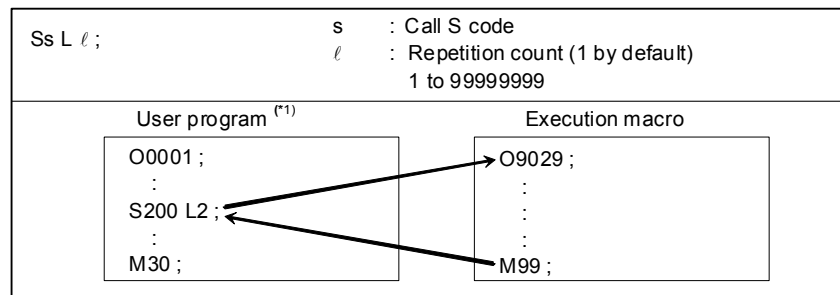 Ss L ℓ ;
s : Call S code
ℓ : Repetition count (1 by default)
1 to 99999999
User program (*1)
O0001 ;
:
S200 L2 ;
:
M30 ;
Execution macro
O9029 ;
:
:
:
M99 ;